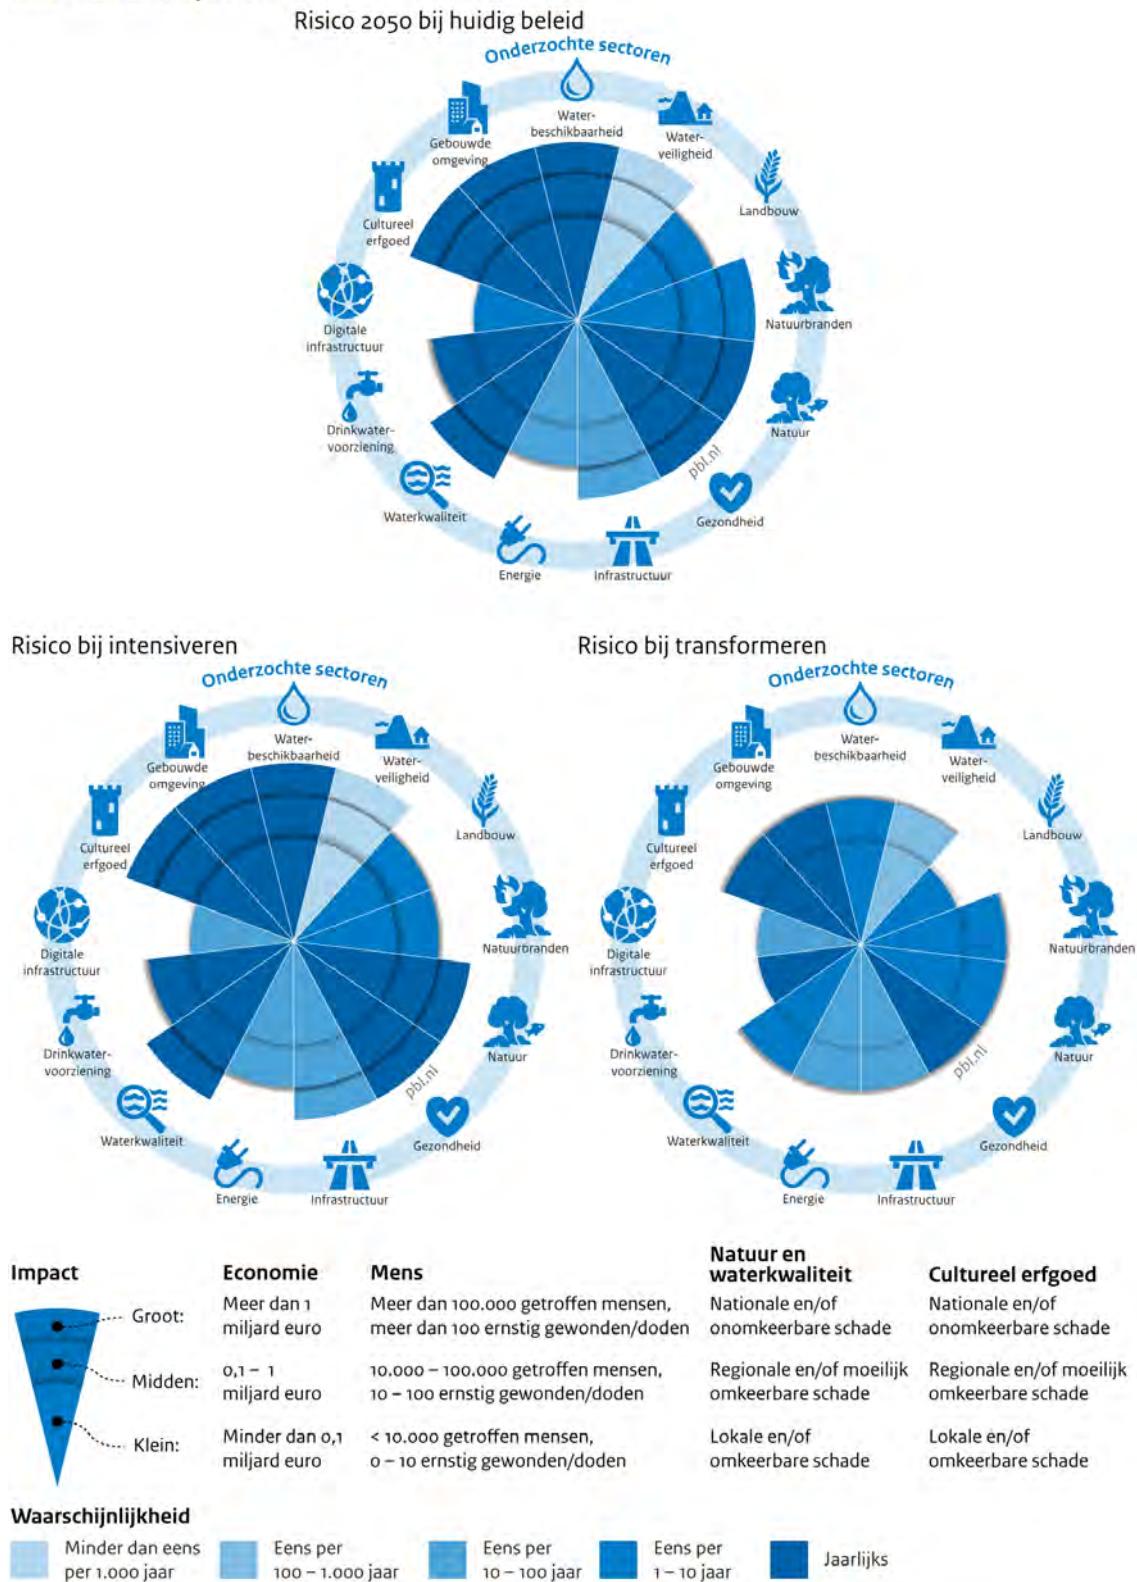 Risico 2050 bij huidig beleid
Onderzochte sectoren
Water-
beschikbaarheid
Water-
veiligheid
Landbouw
Natuurbranden
Natuur
Gezondheid
Infrastructuur
Energie
Waterkwaliteit
Drinkwater-
voorziening
Digitale
infrastructuur
Cultureel
erfgoed
Gebouwde
omgeving
pbl.nl
Risico bij intensiveren
Onderzochte sectoren
Water-
beschikbaarheid
Water-
veiligheid
Landbouw
Natuurbranden
Natuur
Gezondheid
Infrastructuur
Energie
Waterkwaliteit
Drinkwater-
voorziening
Digitale
infrastructuur
Cultureel
erfgoed
Gebouwde
omgeving
pbl.nl
Risico bij transformeren
Onderzochte sectoren
Water-
beschikbaarheid
Water-
veiligheid
Landbouw
Natuurbranden
Natuur
Gezondheid
Infrastructuur
Energie
Waterkwaliteit
Drinkwater-
voorziening
Digitale
infrastructuur
Cultureel
erfgoed
Gebouwde
omgeving
pbl.nl
Impact
Economie
Mens
Natuur en
waterkwaliteit
Cultureel erfgoed
Groot:
Meer dan 1
miljard euro
Meer dan 100.000 getroffen mensen,
meer dan 100 ernstig gewonden/doden
Nationale en/of
onomkeerbare schade
Nationale en/of
onomkeerbare schade
Midden:
0,1 – 1
miljard euro
10.000 – 100.000 getroffen mensen,
10 – 100 ernstig gewonden/doden
Regionale en/of moeilijk
omkeerbare schade
Regionale en/of moeilijk
omkeerbare schade
Klein:
Minder dan 0,1
miljard euro
< 10.000 getroffen mensen,
0 – 10 ernstig gewonden/doden
Lokale en/of
omkeerbare schade
Lokale en/of
omkeerbare schade
Waarschijnlijkheid
Minder dan eens
per 1.000 jaar
Eens per
100 – 1.000 jaar
Eens per
10 – 100 jaar
Eens per
1 – 10 jaar
Jaarlijks